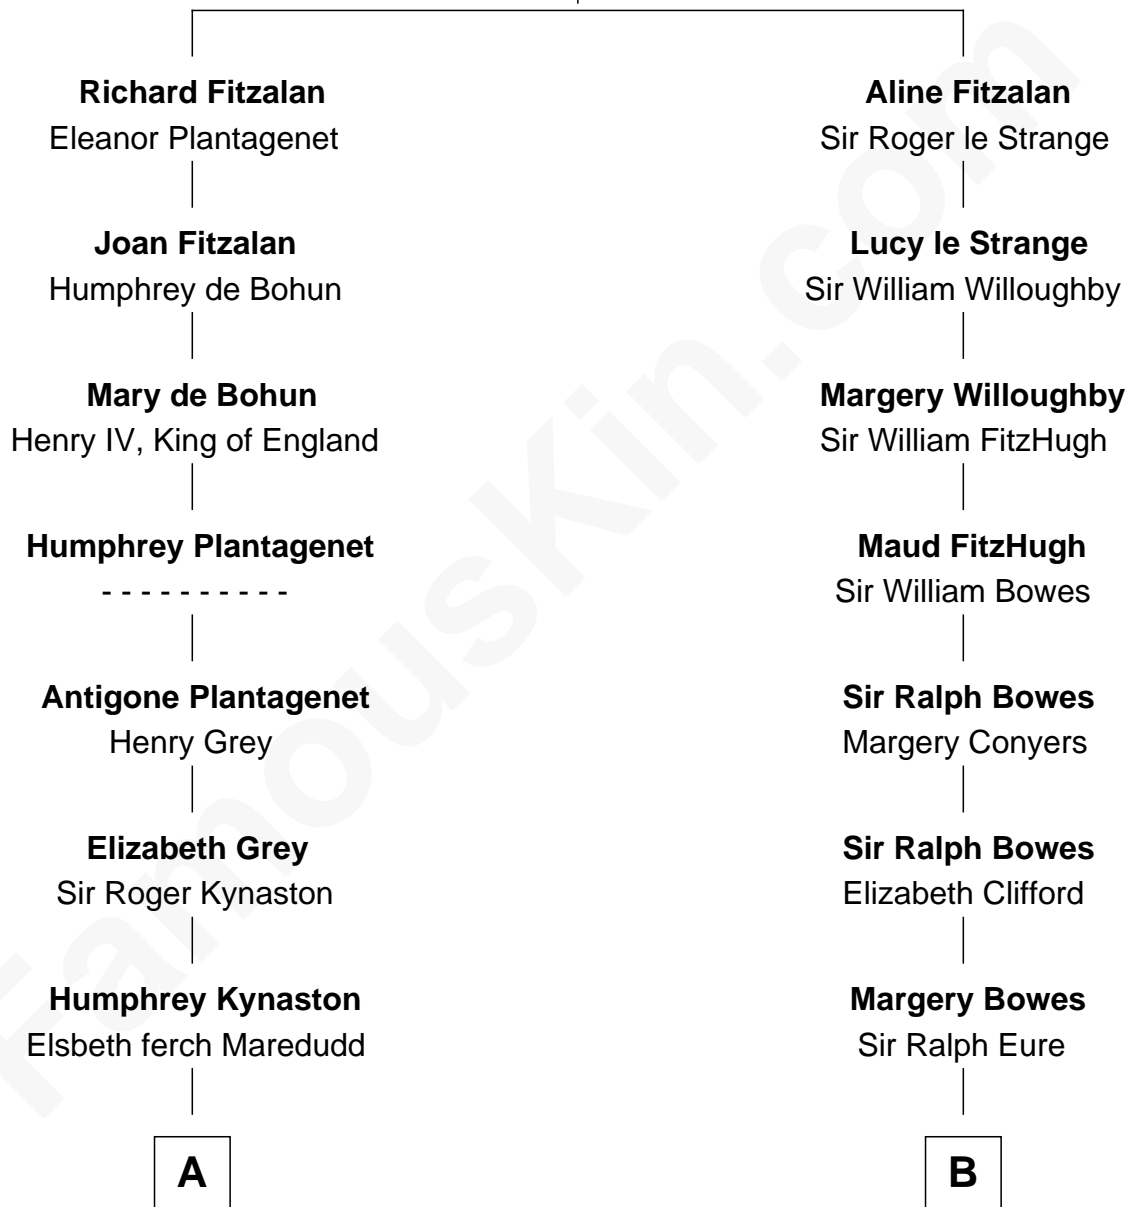 Richard Fitzalan
Eleanor Plantagenet
Joan Fitzalan
Humphrey de Bohun
Mary de Bohun
Henry IV, King of England
Humphrey Plantagenet
- - - - - - - - - -
Antigone Plantagenet
Henry Grey
Elizabeth Grey
Sir Roger Kynaston
Humphrey Kynaston
Elsbeth ferch Maredudd
A
Aline Fitzalan
Sir Roger le Strange
Lucy le Strange
Sir William Willoughby
Margery Willoughby
Sir William FitzHugh
Maud FitzHugh
Sir William Bowes
Sir Ralph Bowes
Margery Conyers
Sir Ralph Bowes
Elizabeth Clifford
Margery Bowes
Sir Ralph Eure
B
FamousKin.com